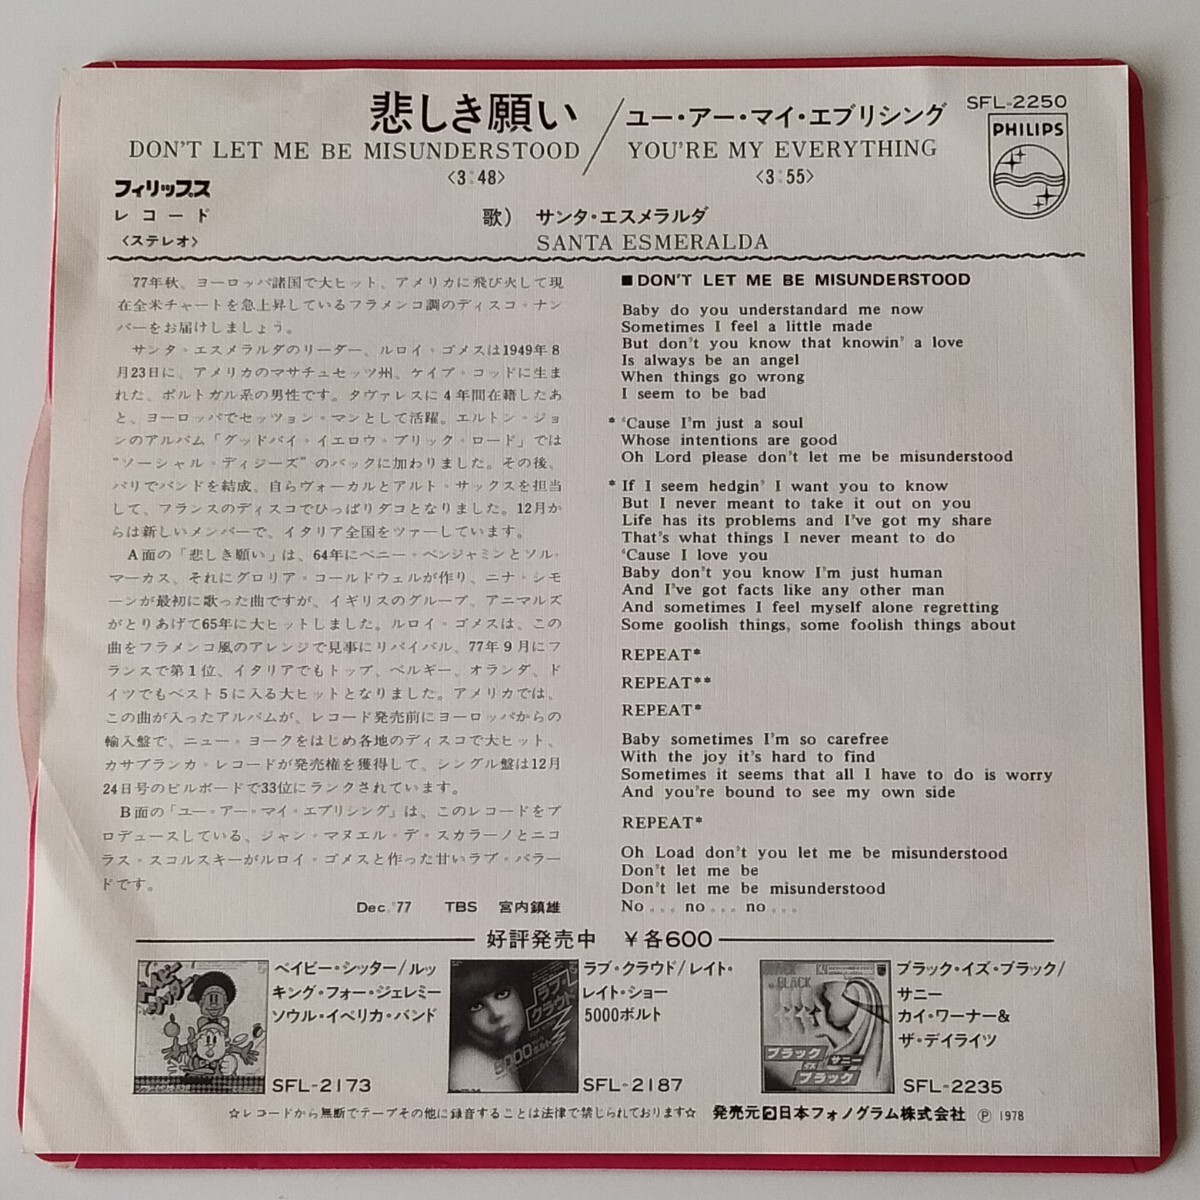 悲しき願い/ユー・アー・マイ・エブリシング
SFL-2250
DON'T LET ME BE MISUNDERSTOOD
YOU'RE MY EVERYTHING
〈3:48〉
〈3:55〉
PHILIPS
フィリップス
レコード
〈ステレオ〉
歌) サンタ・エスメラルダ
SANTA ESMERALDA
77年秋、ヨーロッパ諸国で大ヒット、アメリカに飛び火して現
在全米チャートを急上昇しているフラメンコ調のディスコ・ナン
バーをお届けしましょう。
サンタ・エスメラルダのリーダー、ルロイ・ゴメスは1949年8
月23日に、アメリカのマサチュセッツ州、ケイプ・コッドに生ま
れた、ポルトガル系の男性です。タヴァレスに4年間在籍したあ
と、ヨーロッパでセッション・マンとして活躍。エルトン・ジョ
ンのアルバム「グッドバイ・イエロウ・ブリック・ロード」では
“ソーシャル・ディジーズ”のバックに加わりました。その後、
パリでバンドを結成、自らヴォーカルとアルト・サックスを担当
して、フランスのディスコでひっぱりダコとなりました。12月か
らは新しいメンバーで、イタリア全国をツァーしています。
A面の「悲しき願い」は、64年にベニー・ベンジャミンとソル・
マーカス、それにグロリア・コールドウェルが作り、ニナ・シモ
ーンが最初に歌った曲ですが、イギリスのグループ、アニマルズ
がとりあげて65年に大ヒットしました。ルロイ・ゴメスは、この
曲をフラメンコ風のアレンジで見事にリバイバル、77年9月にフ
ランスで第1位、イタリアでもトップ、ベルギー、オランダ、ド
イツでもベスト5に入る大ヒットとなりました。アメリカでは、
この曲が入ったアルバムが、レコード発売前にヨーロッパからの
輸入盤で、ニュー・ヨークをはじめ各地のディスコで大ヒット、
カサブランカ・レコードが発売権を獲得して、シングル盤は12月
24日号のビルボードで33位にランクされています。
B面の「ユー・アー・マイ・エブリシング」は、このレコードをプ
ロデュースしている、ジャン・マヌエル・デ・スカラーノとニコ
ラス・スコルスキーがルロイ・ゴメスと作った甘いラブ・バラー
ドです。
Dec.'77 TBS 宮内鎮雄
■DON'T LET ME BE MISUNDERSTOOD
Baby do you understandard me now
Sometimes I feel a little made
But don't you know that knowin' a love
Is always be an angel
When things go wrong
I seem to be bad
* 'Cause I'm just a soul
Whose intentions are good
Oh Lord please don't let me be misunderstood
* If I seem hedgin' I want you to know
But I never meant to take it out on you
Life has its problems and I've got my share
That's what things I never meant to do
'Cause I love you
Baby don't you know I'm just human
And I've got facts like any other man
And sometimes I feel myself alone regretting
Some goolish things, some foolish things about
REPEAT*
REPEAT**
REPEAT*
Baby sometimes I'm so carefree
With the joy it's hard to find
Sometimes it seems that all I have to do is worry
And you're bound to see my own side
REPEAT*
Oh Load don't you let me be misunderstood
Don't let me be
Don't let me be misunderstood
No... no... no...
好評発売中 ￥各600
ベイビー・シッター/ルッ
キング・フォー・ジェレミー
ソウル・イベリカ・バンド
SFL-2173
ラブ・クラウド
5000
ラブ・クラウド/レイト・
レイト・ショー
5000ボルト
SFL-2187
BLACK
ブラック
イズ
ブラック
サニー
ブラック・イズ・ブラック/
サニー
カイ・ワーナー&
ザ・デイライツ
SFL-2235
☆レコードから無断でテープその他に録音することは法律で禁じられております☆
発売元 日本フォノグラム株式会社 Ⓟ 1978